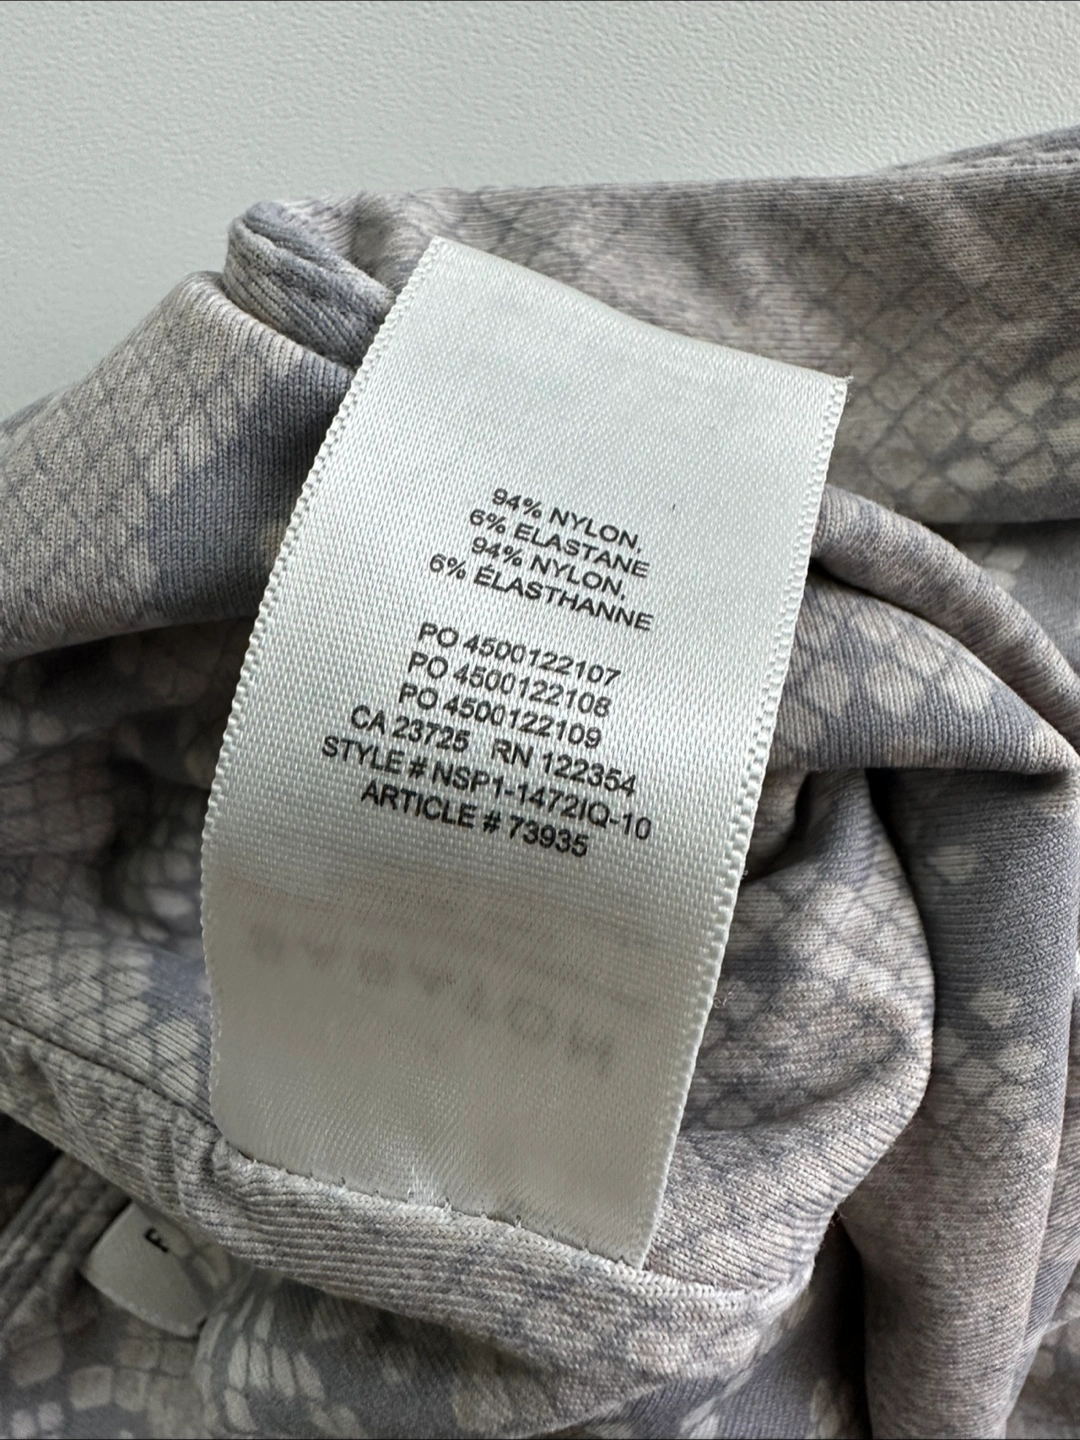 94% NYLON,
6% ELASTANE
94% NYLON,
6% ÉLASTHANNE
PO 4500122107
PO 4500122108
PO 4500122109
CA 23725 RN 122354
STYLE # NSP1-1472IQ-10
ARTICLE # 73935